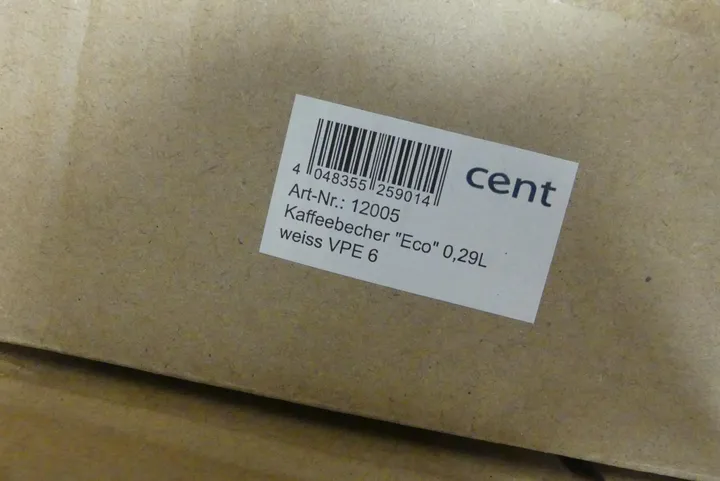 cent
4 048355 259014
Art-Nr.: 12005
Kaffeebecher "Eco" 0,29L
weiss VPE 6